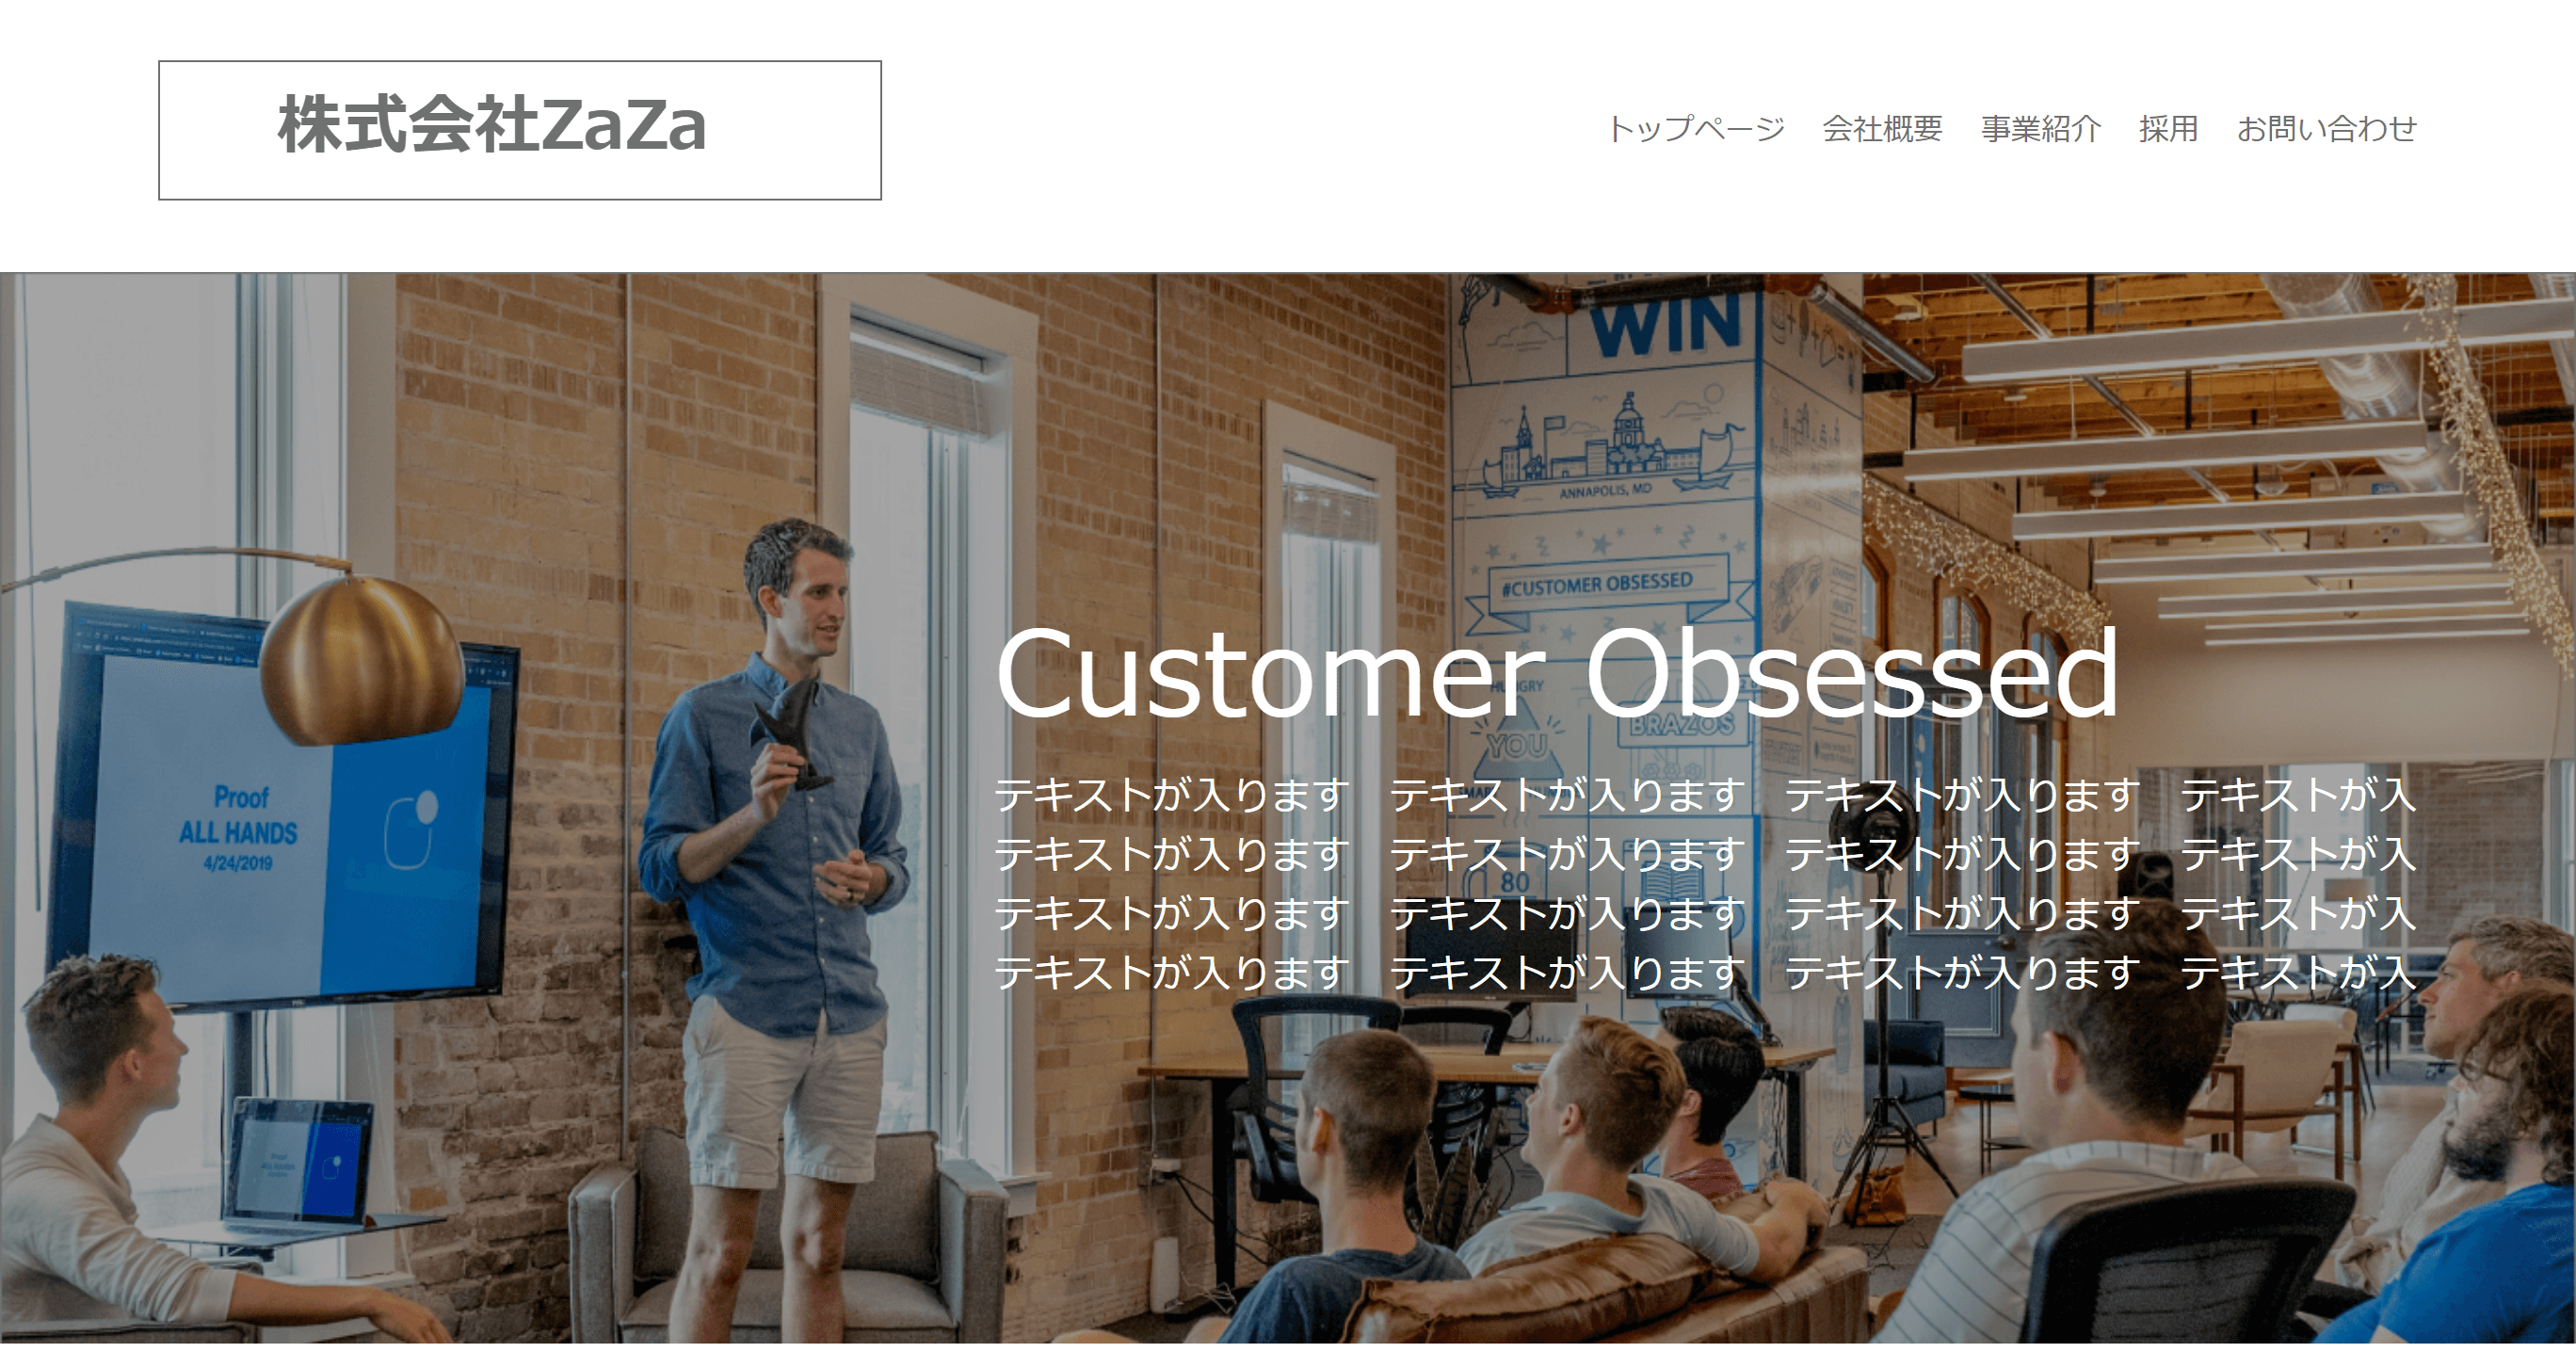 株式会社ZaZa
トップページ 会社概要 事業紹介 採用 お問い合わせ
WIN
ANNAPOLIS, MD
#CUSTOMER OBSESSED
Customer Obsessed
YOU
BRAZOS
テキストが入ります　テキストが入ります　テキストが入ります　テキストが入
テキストが入ります　テキストが入ります　テキストが入ります　テキストが入
テキストが入ります　テキストが入ります　テキストが入ります　テキストが入
テキストが入ります　テキストが入ります　テキストが入ります　テキストが入
80
Proof
ALL HANDS
4/24/2019